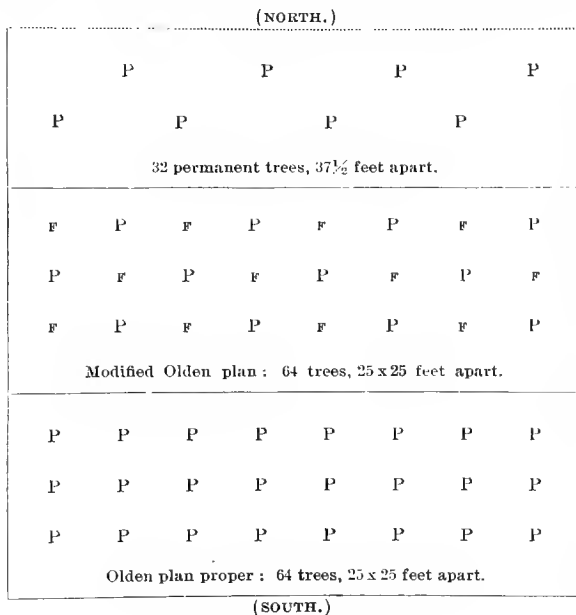 (NORTH.)
P P P P
P P P P
32 permanent trees, 37½ feet apart.
F P F P F P F P
P F P F P F P F
F P F P F P F P
Modified Olden plan : 64 trees, 25 x 25 feet apart.
P P P P P P P P
P P P P P P P P
P P P P P P P P
Olden plan proper : 64 trees, 25 x 25 feet apart.
(SOUTH.)